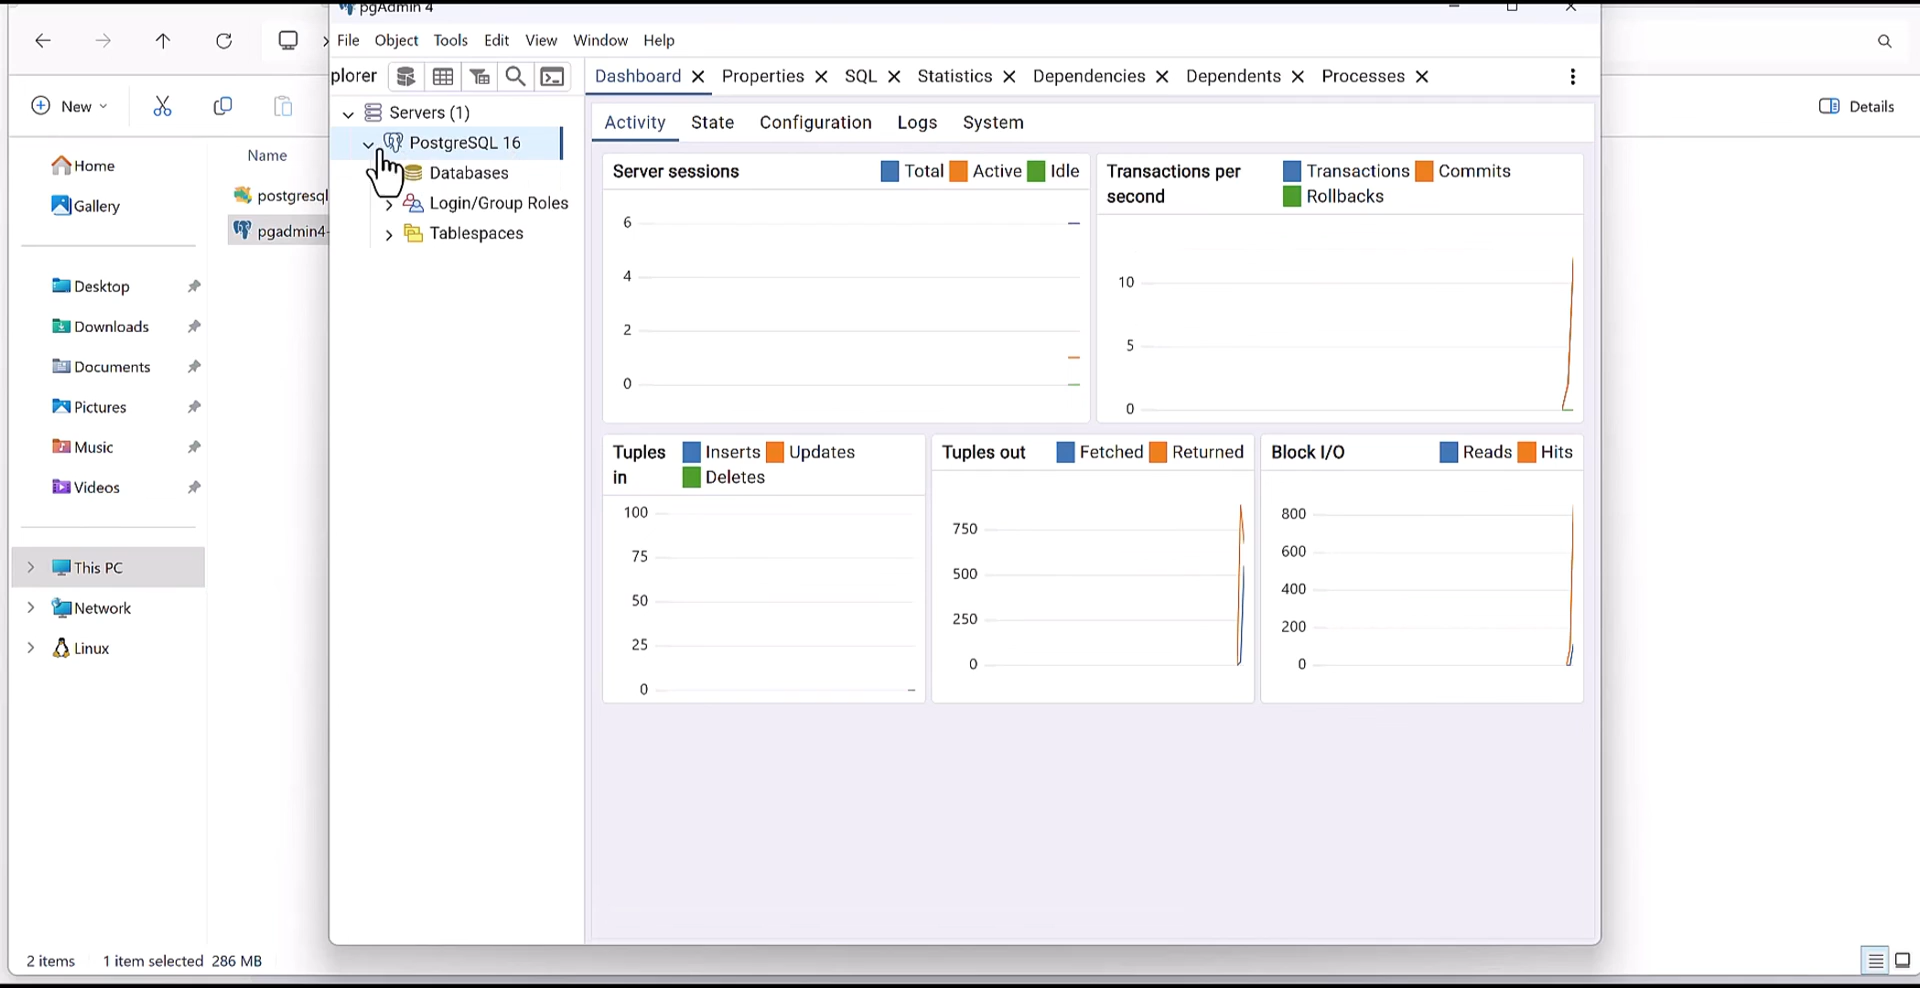 pgAdmin 4
File Object Tools Edit View Window Help
plorer
Dashboard Properties SQL Statistics Dependencies Dependents Processes
New
Details
Servers (1)
PostgreSQL 16
Databases
Login/Group Roles
Tablespaces
Activity State Configuration Logs System
Home
Gallery
Desktop
Downloads
Documents
Pictures
Music
Videos
This PC
Network
Linux
Name
postgresql
pgadmin4-
Server sessions
Total Active Idle
6
4
2
0
Transactions per
second
Transactions Commits
Rollbacks
10
5
0
Tuples
in
Inserts Updates
Deletes
100
75
50
25
0
Tuples out
Fetched Returned
750
500
250
0
Block I/O
Reads Hits
800
600
400
200
0
2 items 1 item selected 286 MB